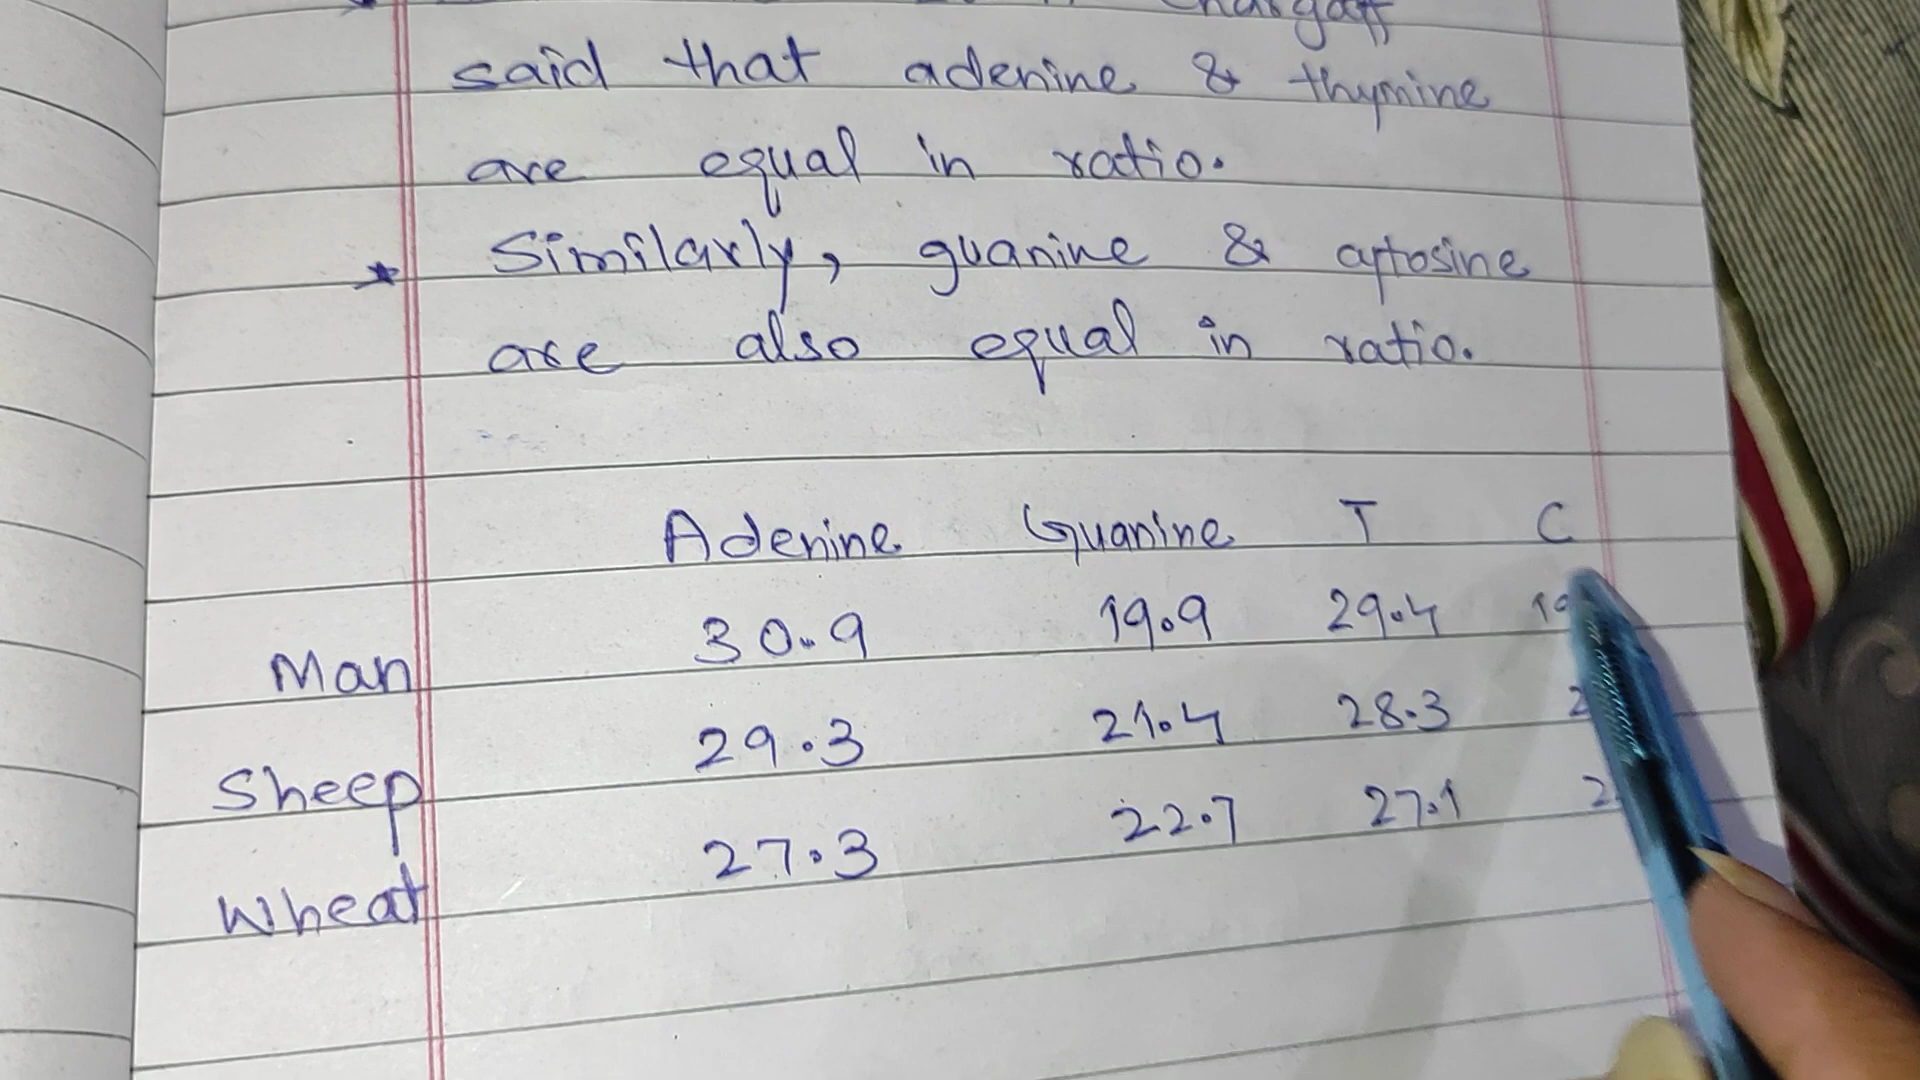 Chargaff
said that adenine & thymine
are equal in ratio.
* Similarly, guanine & cytosine
are also equal in ratio.
Adenine Guanine T C
Man 30.9 19.9 29.4
Sheep 29.3 21.4 28.3
Wheat 27.3 22.7 27.1